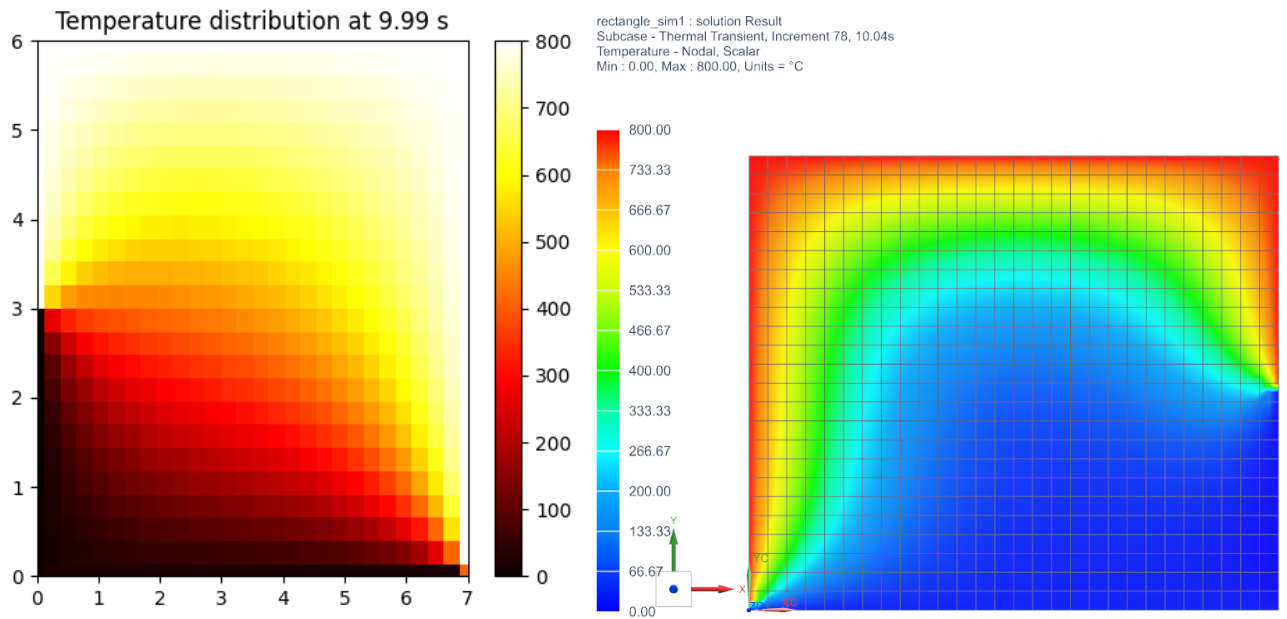 Temperature distribution at 9.99 s
6
5
4
3
2
1
0
0 1 2 3 4 5 6 7
800
700
600
500
400
300
200
100
0
rectangle_sim1 : solution Result
Subcase - Thermal Transient, Increment 78, 10.04s
Temperature - Nodal, Scalar
Min : 0.00, Max : 800.00, Units = °C
800.00
733.33
666.67
600.00
533.33
466.67
400.00
333.33
266.67
200.00
133.33
66.67
0.00
Y
X
YC
ZC
XC